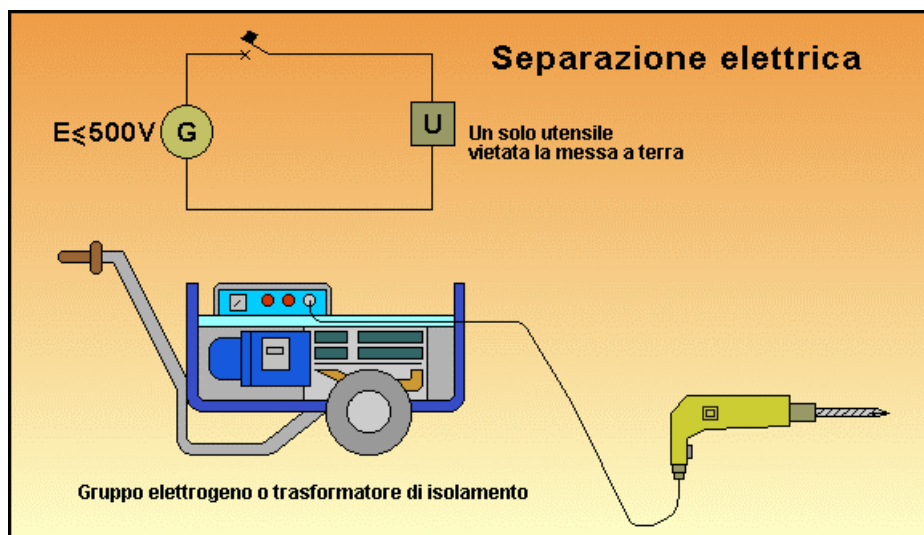 Separazione elettrica
E≤500V
G
U
Un solo utensile
vietata la messa a terra
Gruppo elettrogeno o trasformatore di isolamento